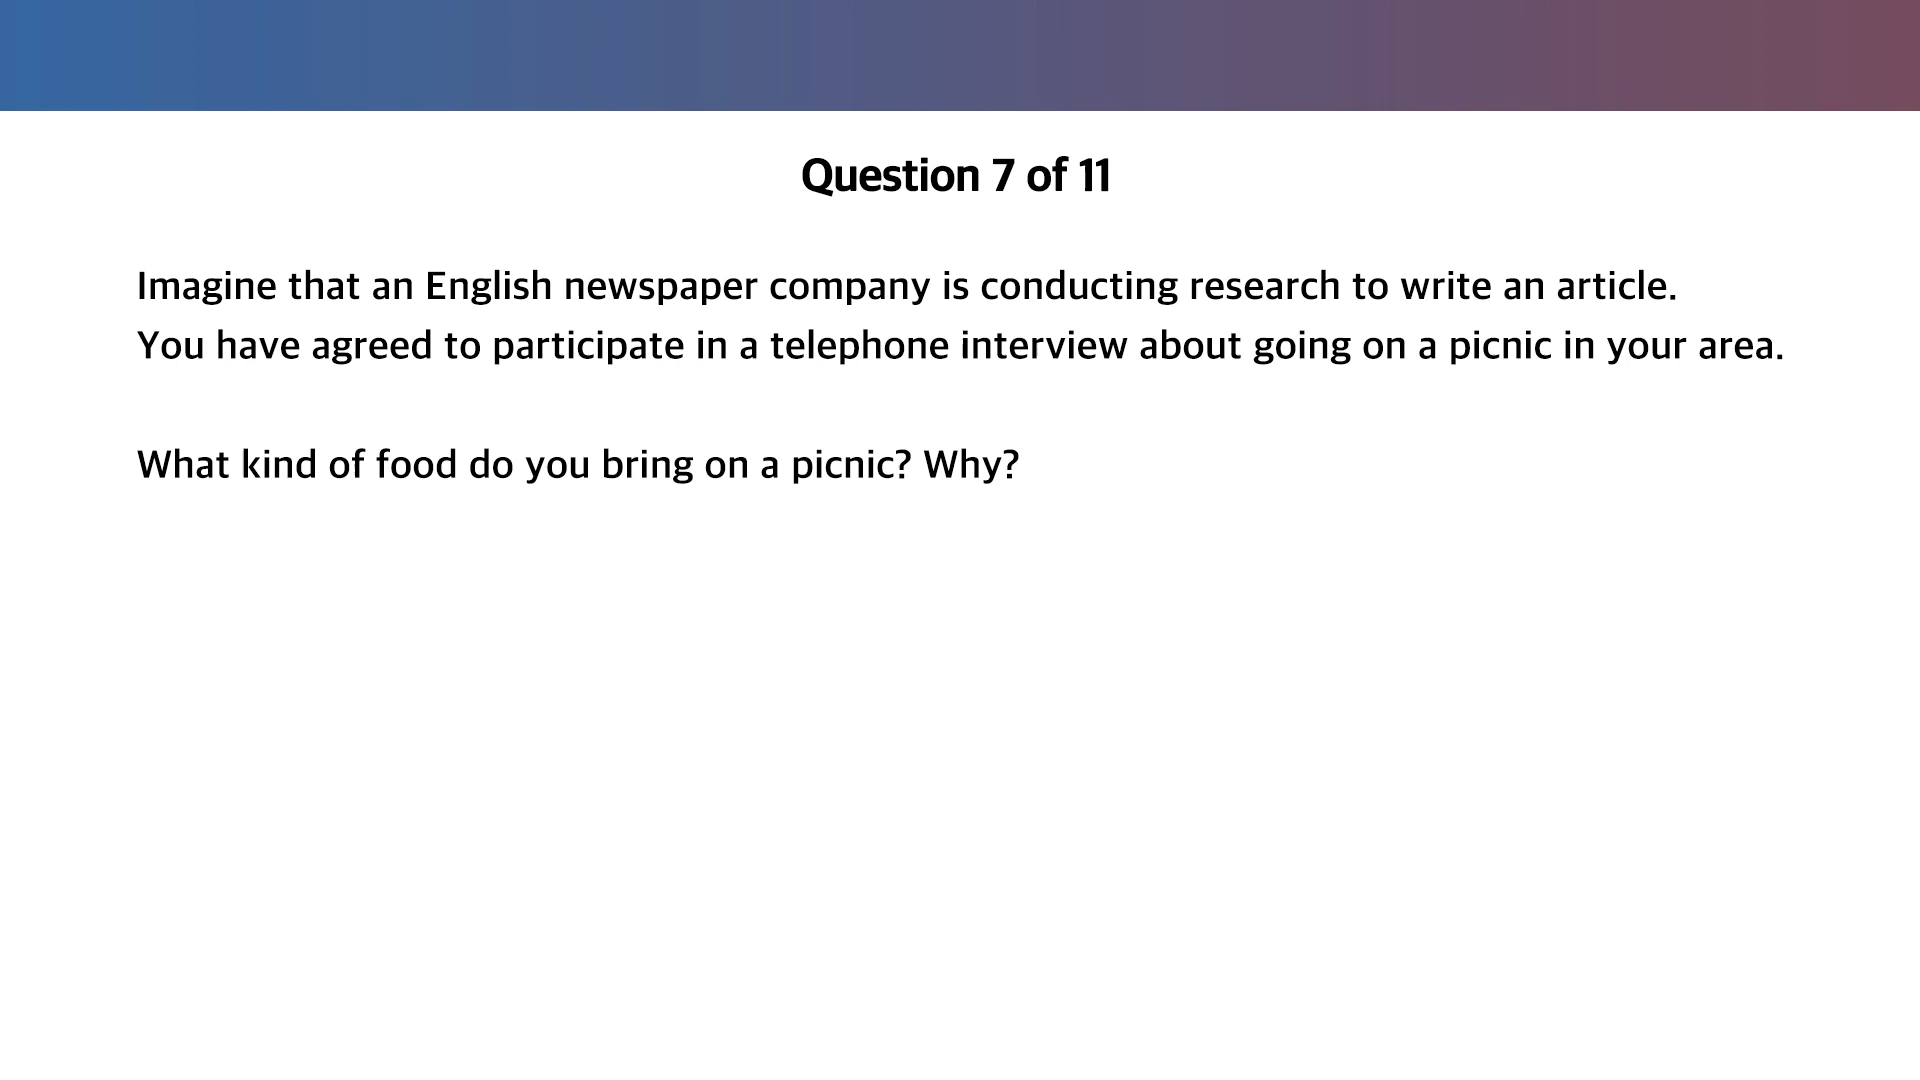 Question 7 of 11
Imagine that an English newspaper company is conducting research to write an article.
You have agreed to participate in a telephone interview about going on a picnic in your area.
What kind of food do you bring on a picnic? Why?